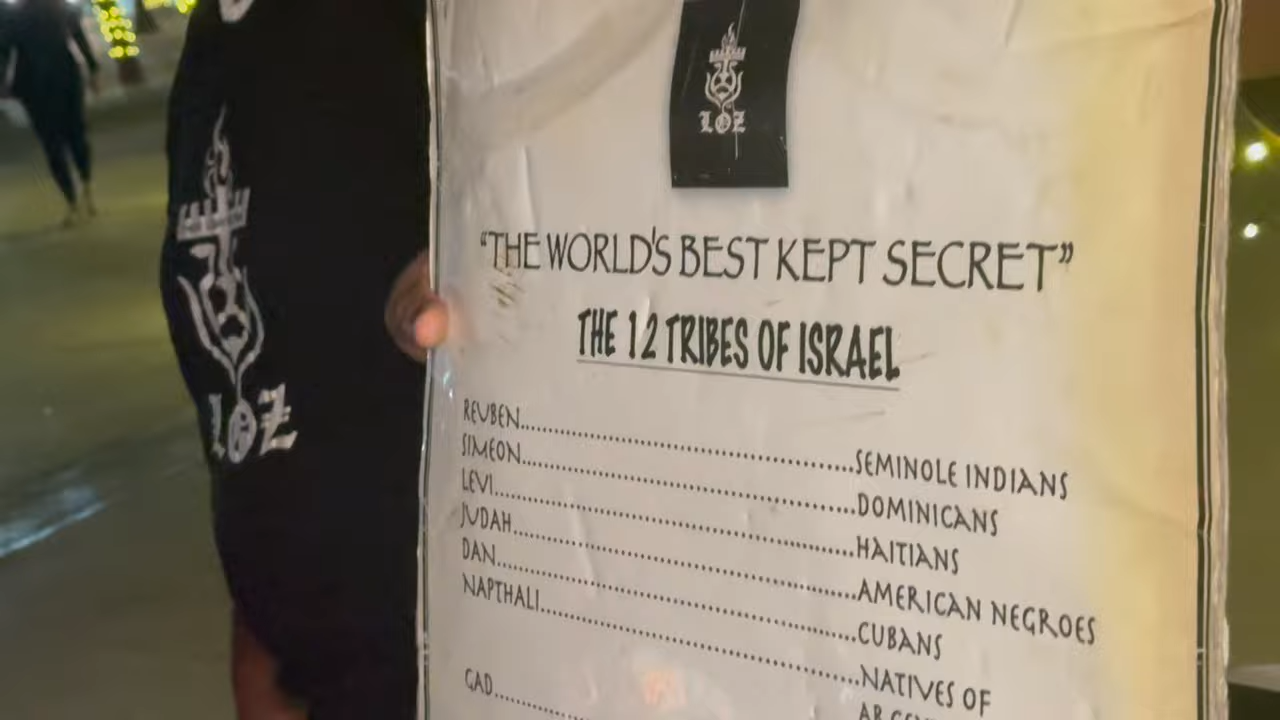 LOZ
"THE WORLD'S BEST KEPT SECRET"
THE 12 TRIBES OF ISRAEL
REUBEN..........SEMINOLE INDIANS
SIMEON..........DOMINICANS
LEVI..........HAITIANS
JUDAH..........AMERICAN NEGROES
DAN..........CUBANS
NAPTHALI..........NATIVES OF
GAD..........
LOZ